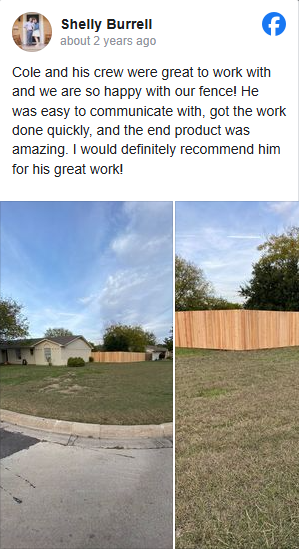 Shelly Burrell
about 2 years ago
Cole and his crew were great to work with
and we are so happy with our fence! He
was easy to communicate with, got the work
done quickly, and the end product was
amazing. I would definitely recommend him
for his great work!